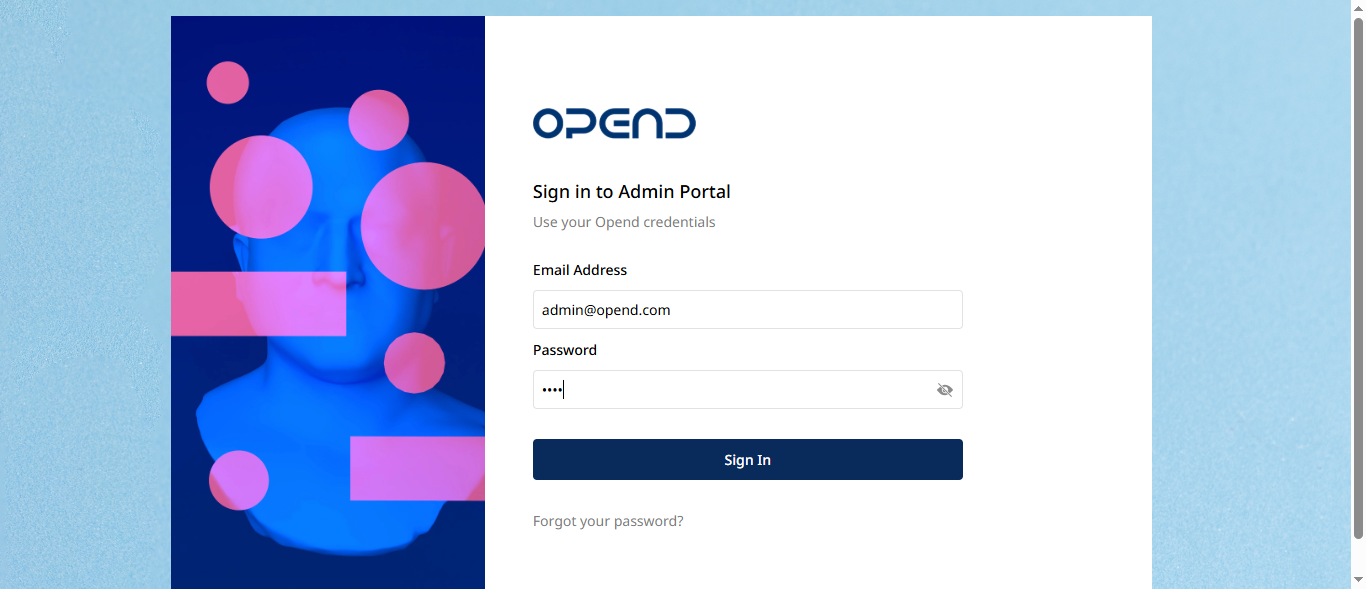 OPEND
Sign in to Admin Portal
Use your Opend credentials
Email Address
admin@opend.com
Password
••••
Sign In
Forgot your password?